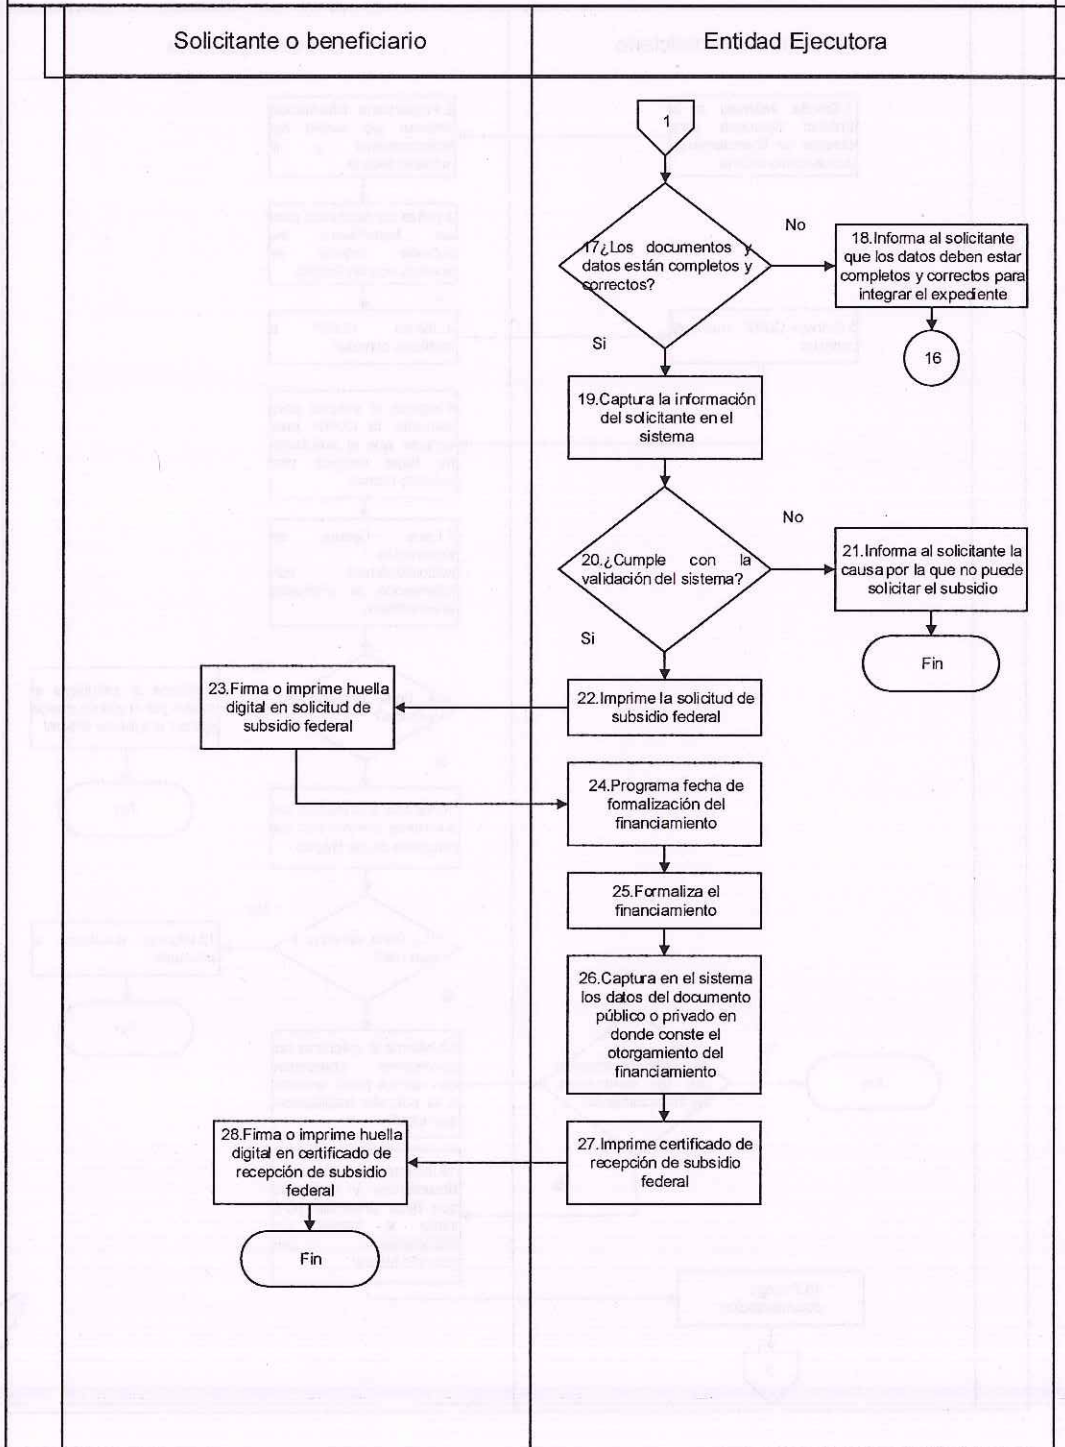 Solicitante o beneficiario
Entidad Ejecutora
1
17¿Los documentos y
datos están completos y
correctos?
No
18.Informa al solicitante
que los datos deben estar
completos y correctos para
integrar el expediente
16
Si
19.Captura la información
del solicitante en el
sistema
20.¿Cumple con la
validación del sistema?
No
21.Informa al solicitante la
causa por la que no puede
solicitar el subsidio
Fin
Si
22.Imprime la solicitud de
subsidio federal
23.Firma o imprime huella
digital en solicitud de
subsidio federal
24.Programa fecha de
formalización del
financiamiento
25.Formaliza el
financiamiento
26.Captura en el sistema
los datos del documento
público o privado en
donde conste el
otorgamiento del
financiamiento
27.Imprime certificado de
recepción de subsidio
federal
28.Firma o imprime huella
digital en certificado de
recepción de subsidio
federal
Fin